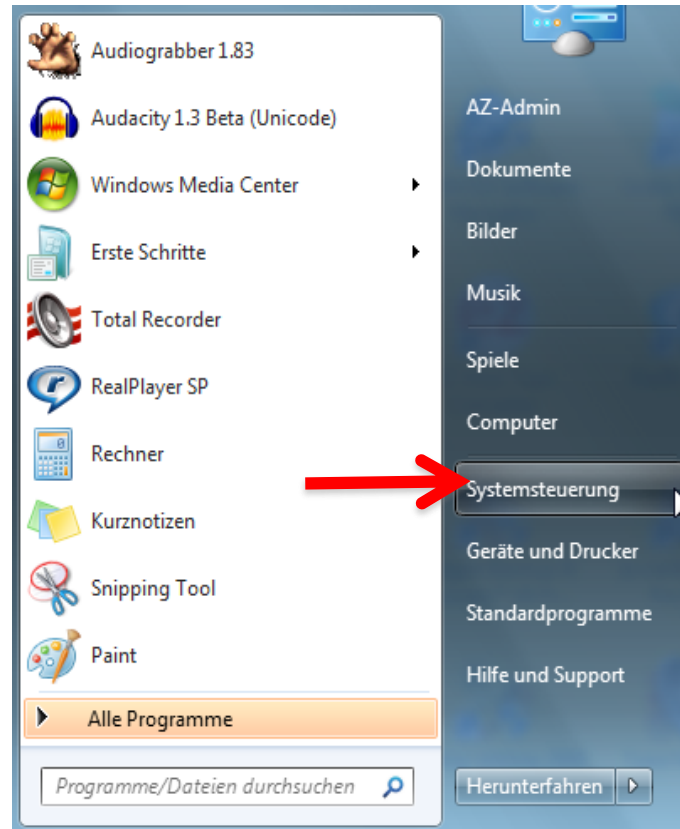 Audiograbber 1.83
Audacity 1.3 Beta (Unicode)
Windows Media Center
Erste Schritte
Total Recorder
RealPlayer SP
Rechner
Kurznotizen
Snipping Tool
Paint
Alle Programme
Programme/Dateien durchsuchen
AZ-Admin
Dokumente
Bilder
Musik
Spiele
Computer
Systemsteuerung
Geräte und Drucker
Standardprogramme
Hilfe und Support
Herunterfahren